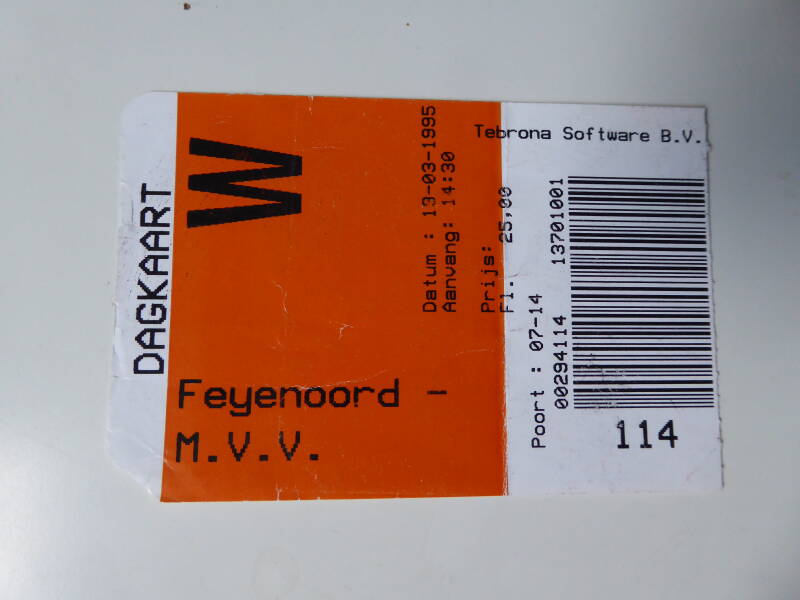 DAGKAART
W
Feyenoord -
M.V.V.
Datum : 13-03-1995
Aanvang: 14:30
Prijs:
Fl. 25,00
Tebrona Software B.V.
Poort : 07-14
00294114 13701001
114